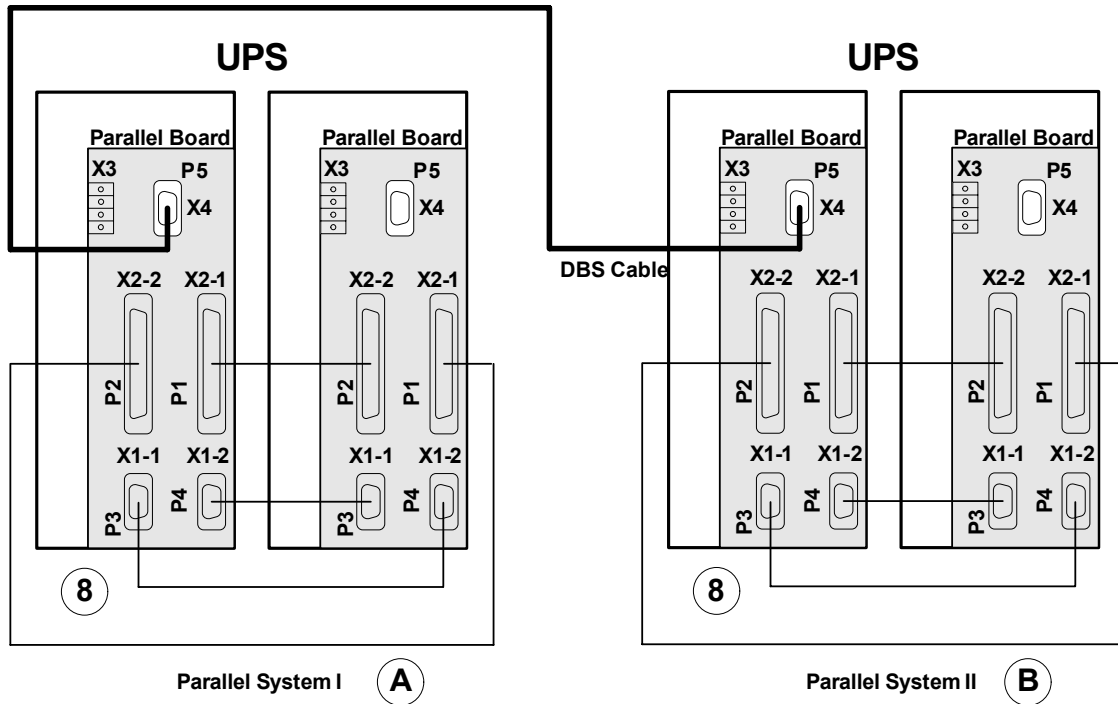 UPS
UPS
Parallel Board
Parallel Board
Parallel Board
Parallel Board
X3
P5
X4
X3
P5
X4
X3
P5
X4
X3
P5
X4
DBS Cable
X2-2 X2-1
X2-2 X2-1
X2-2 X2-1
X2-2 X2-1
P2
P1
P2
P1
P2
P1
P2
P1
X1-1 X1-2
X1-1 X1-2
X1-1 X1-2
X1-1 X1-2
P3
P4
P3
P4
P3
P4
P3
P4
8
8
Parallel System I
A
Parallel System II
B